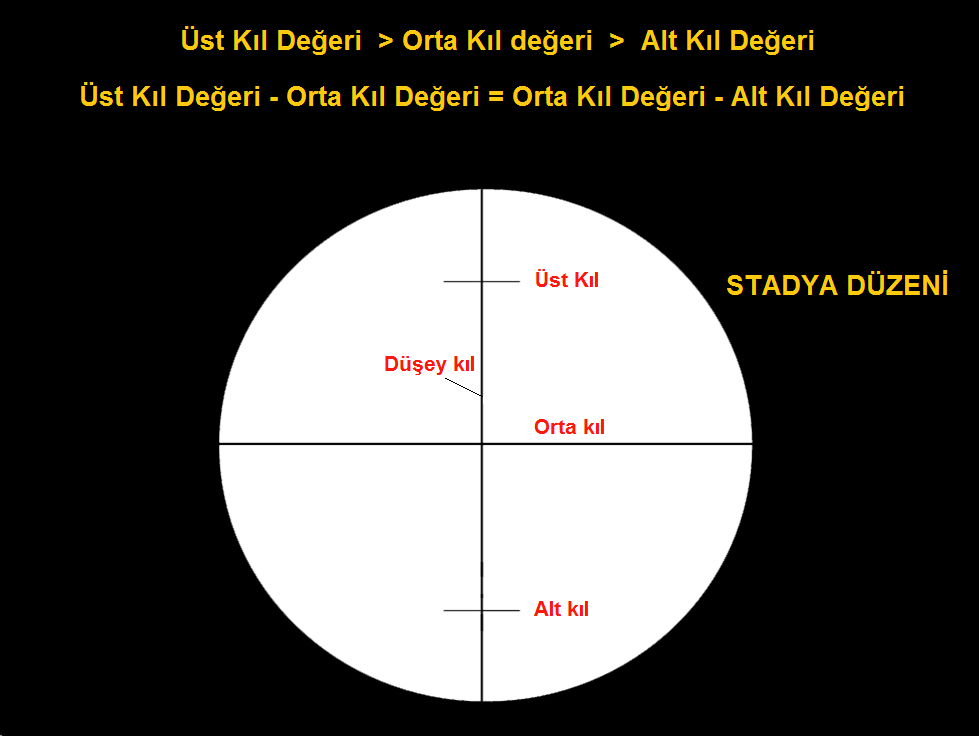 Üst Kıl Değeri > Orta Kıl değeri > Alt Kıl Değeri
Üst Kıl Değeri - Orta Kıl Değeri = Orta Kıl Değeri - Alt Kıl Değeri
Üst Kıl
STADYA DÜZENİ
Düşey kıl
Orta kıl
Alt kıl